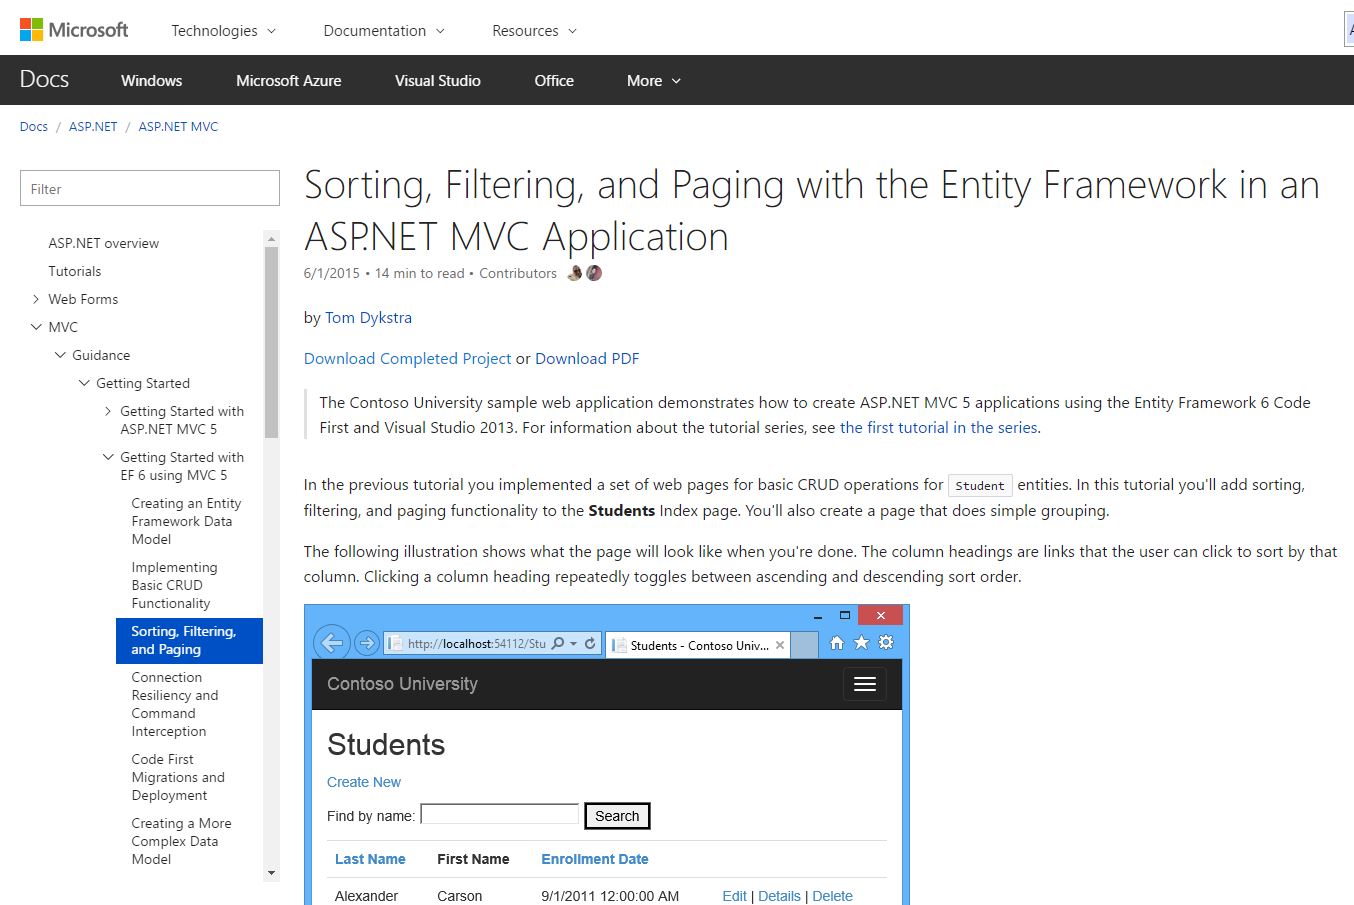 Microsoft Technologies Documentation Resources
Docs Windows Microsoft Azure Visual Studio Office More
Docs / ASP.NET / ASP.NET MVC
Filter
ASP.NET overview
Tutorials
Web Forms
MVC
Guidance
Getting Started
Getting Started with
ASP.NET MVC 5
Getting Started with
EF 6 using MVC 5
Creating an Entity
Framework Data
Model
Implementing
Basic CRUD
Functionality
Sorting, Filtering,
and Paging
Connection
Resiliency and
Command
Interception
Code First
Migrations and
Deployment
Creating a More
Complex Data
Model
Sorting, Filtering, and Paging with the Entity Framework in an
ASP.NET MVC Application
6/1/2015 • 14 min to read • Contributors
by Tom Dykstra
Download Completed Project or Download PDF
The Contoso University sample web application demonstrates how to create ASP.NET MVC 5 applications using the Entity Framework 6 Code
First and Visual Studio 2013. For information about the tutorial series, see the first tutorial in the series.
In the previous tutorial you implemented a set of web pages for basic CRUD operations for Student entities. In this tutorial you'll add sorting,
filtering, and paging functionality to the Students Index page. You'll also create a page that does simple grouping.
The following illustration shows what the page will look like when you're done. The column headings are links that the user can click to sort by that
column. Clicking a column heading repeatedly toggles between ascending and descending sort order.
http://localhost:54112/Stu Students - Contoso Univ...
Contoso University
Students
Create New
Find by name: Search
Last Name First Name Enrollment Date
Alexander Carson 9/1/2011 12:00:00 AM Edit | Details | Delete